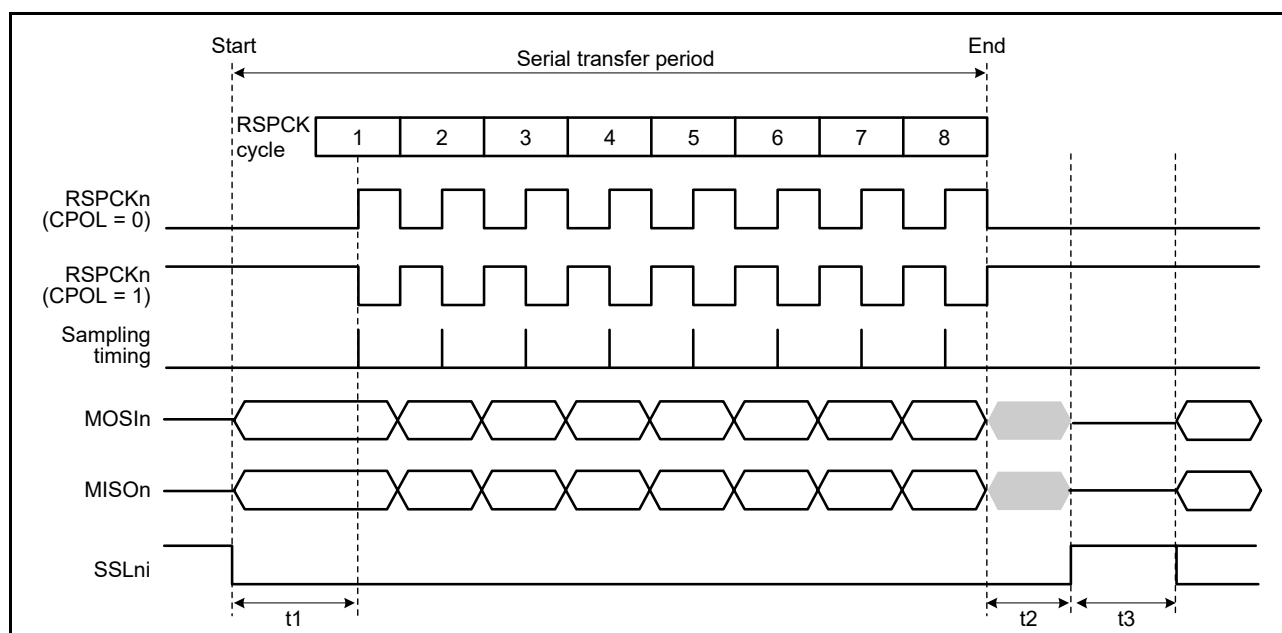 Start
End
Serial transfer period
RSPCK
cycle
1 2 3 4 5 6 7 8
RSPCKn
(CPOL = 0)
RSPCKn
(CPOL = 1)
Sampling
timing
MOSIn
MISOn
SSLni
t1 t2 t3